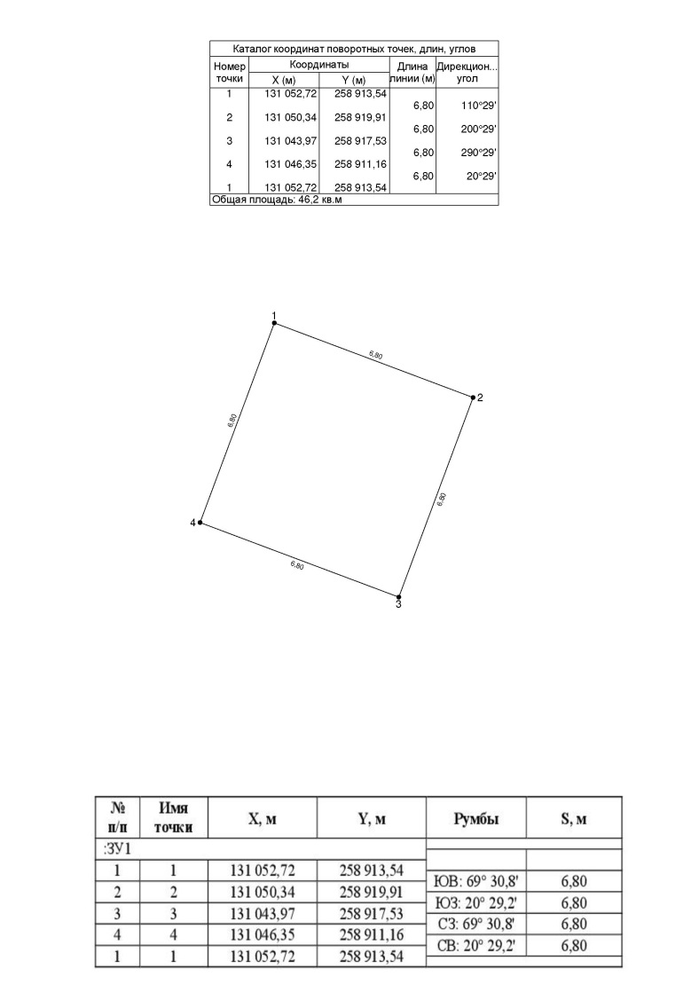 Каталог координат поворотных точек, длин, углов
Номер точки Координаты Длина линии (м) Дирекцион... угол
X (м) Y (м)
1 131 052,72 258 913,54
6,80 110°29'
2 131 050,34 258 919,91
6,80 200°29'
3 131 043,97 258 917,53
6,80 290°29'
4 131 046,35 258 911,16
6,80 20°29'
1 131 052,72 258 913,54
Общая площадь: 46,2 кв.м
1
6,80
2
6,80
6,80
4
6,80
3
№ п/п Имя точки X, м Y, м Румбы S, м
:ЗУ1
1 1 131 052,72 258 913,54
ЮВ: 69° 30,8' 6,80
2 2 131 050,34 258 919,91
ЮЗ: 20° 29,2' 6,80
3 3 131 043,97 258 917,53
СЗ: 69° 30,8' 6,80
4 4 131 046,35 258 911,16
СВ: 20° 29,2' 6,80
1 1 131 052,72 258 913,54